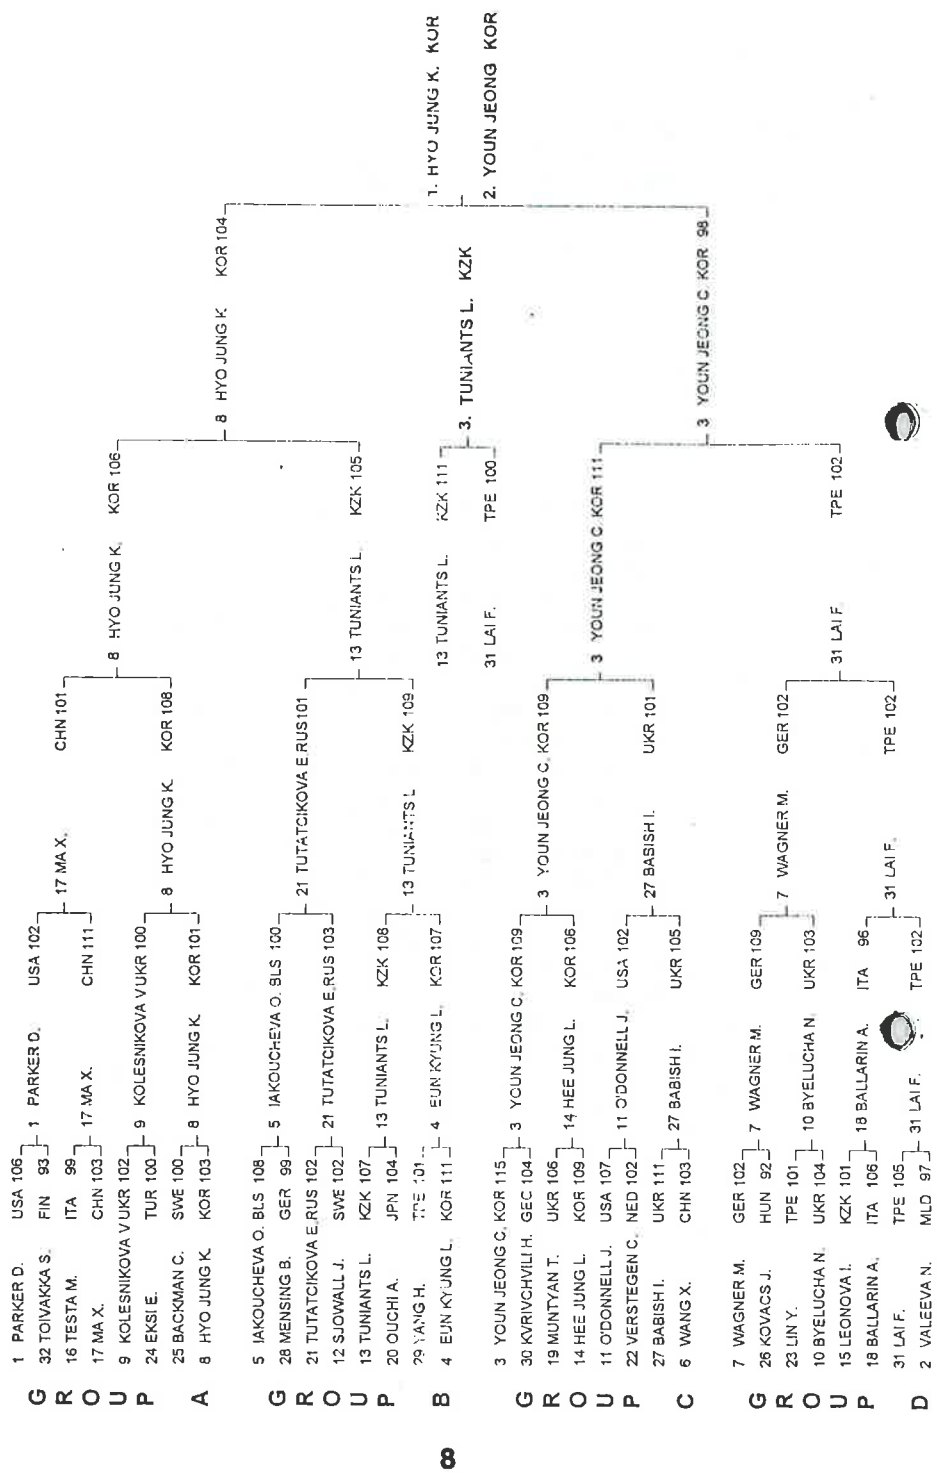 GROUP A
1 PARKER D. USA 106
32 TOIVAKKA S. FIN 93
16 TESTA M. ITA 99
17 MA X. CHN 103
9 KOLESNIKOVA V UKR 102
24 EKSI E. TUR 100
25 BACKMAN C. SWE 100
8 HYO JUNG K. KOR 103
GROUP B
5 IAKOUCHEVA O. BLS 108
28 MENSING B. GER 99
21 TUTATCIKOVA E. RUS 102
12 SJOWALL J. SWE 102
13 TUNIANTS L. KZK 107
20 OUCHI A. JPN 104
29 YANG H. TPE 101
4 EUN KYUNG L. KOR 111
GROUP C
3 YOUN JEONG C. KOR 115
30 KVRIVCHVILI H. GEC 104
19 MUNTYAN T. UKR 106
14 HEE JUNG L. KOR 109
11 O'DONNELL J. USA 107
22 VERSTEGEN C. NED 102
27 BABISH I. UKR 111
6 WANG X. CHN 103
GROUP D
7 WAGNER M. GER 102
26 KOVACS J. HUN 92
23 LIN Y. TPE 101
10 BYELUCHA N. UKR 104
15 LEONOVA I. KZK 101
18 BALLARIN A. ITA 106
31 LAI F. TPE 105
2 VALEEVA N. MLD 97
1 PARKER D. USA 102
17 MA X. CHN 111
9 KOLESNIKOVA V UKR 100
8 HYO JUNG K. KOR 101
5 IAKOUCHEVA O. BLS 100
21 TUTATCIKOVA E. RUS 103
13 TUNIANTS L. KZK 108
4 EUN KYUNG L. KOR 107
3 YOUN JEONG C. KOR 109
14 HEE JUNG L. KOR 106
11 O'DONNELL J. USA 102
27 BABISH I. UKR 105
7 WAGNER M. GER 109
10 BYELUCHA N. UKR 103
18 BALLARIN A. ITA 96
31 LAI F. TPE 102
17 MA X. CHN 101
8 HYO JUNG K. KOR 108
21 TUTATCIKOVA E. RUS 101
13 TUNIANTS L KZK 109
3 YOUN JEONG C. KOR 109
27 BABISH I. UKR 101
7 WAGNER M. GER 102
31 LAI F. TPE 102
8 HYO JUNG K. KOR 106
13 TUNIANTS L. KZK 105
13 TUNIANTS L. KZK 111
31 LAI F. TPE 100
3 YOUN JEONG C. KOR 111
31 LAI F. TPE 102
8 HYO JUNG K. KOR 104
3. TUNIANTS L. KZK
3 YOUN JEONG C. KOR 98
1. HYO JUNG K. KOR
2. YOUN JEONG KOR
8